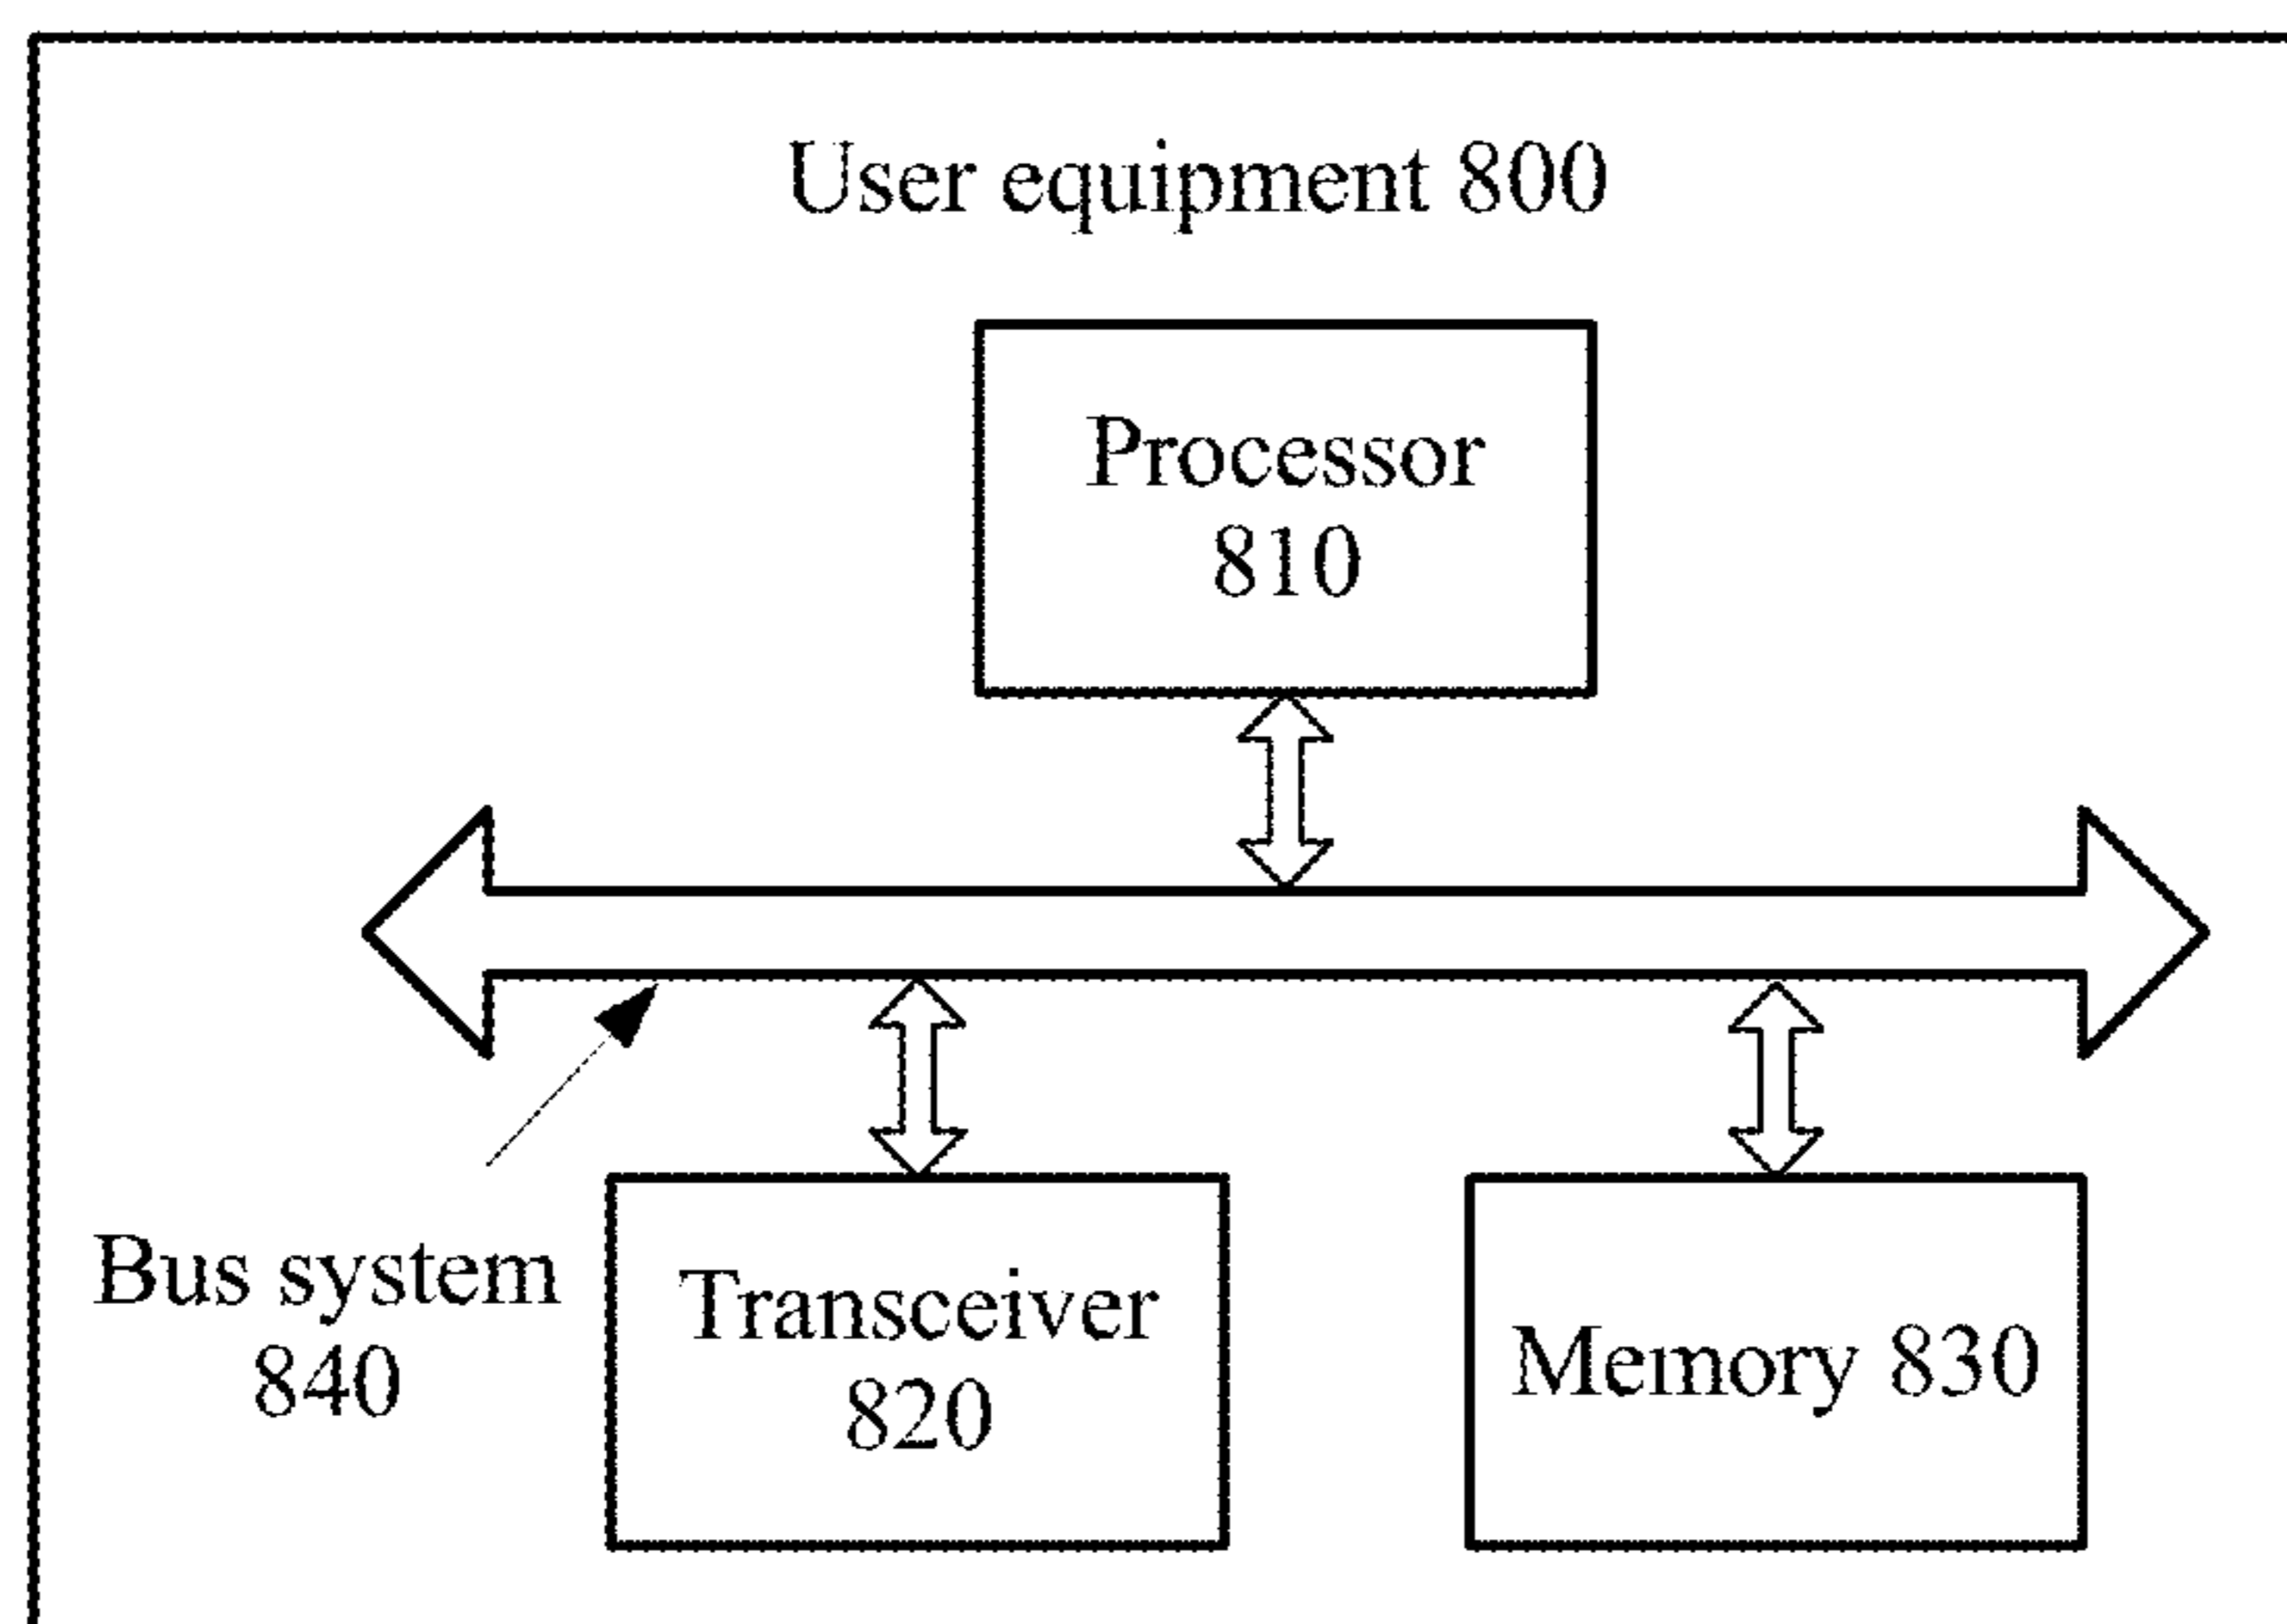 User equipment 800
Processor
810
Bus system
840
Transceiver
820
Memory 830